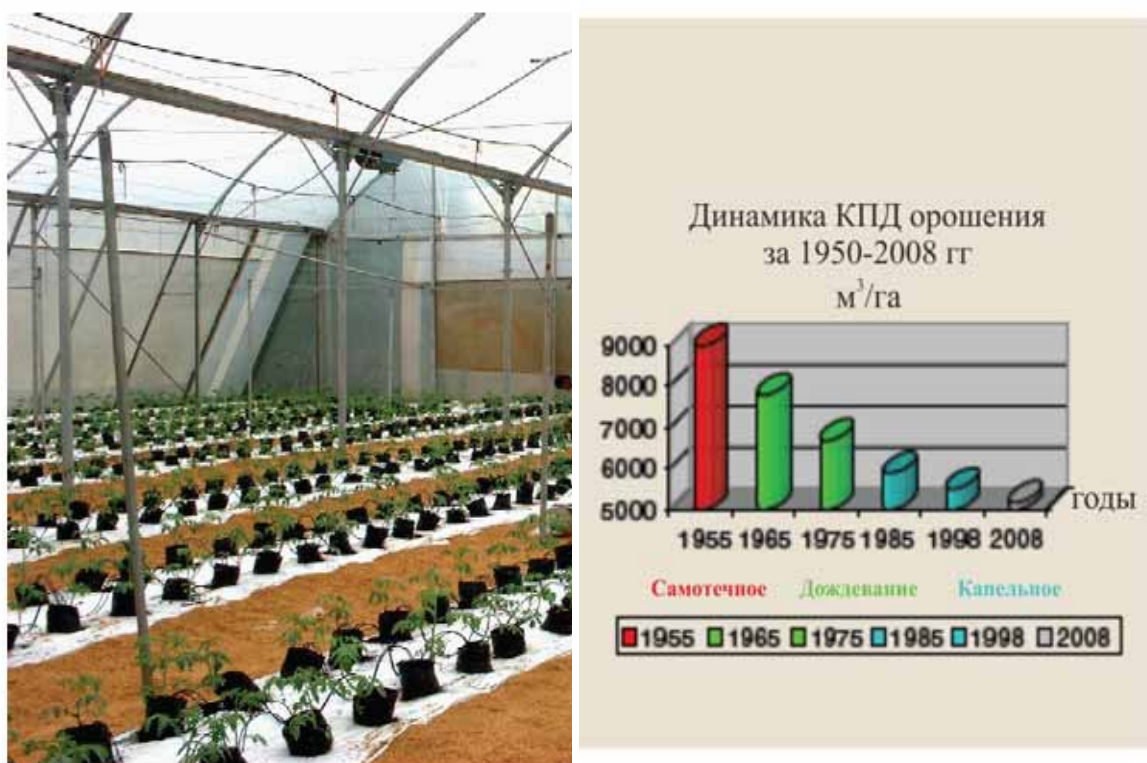 Динамика КПД орошения
за 1950-2008 гг
м³/га
9000
8000
7000
6000
5000
годы
1955 1965 1975 1985 1998 2008
Самотечное Дождевание Капельное
1955 1965 1975 1985 1998 2008